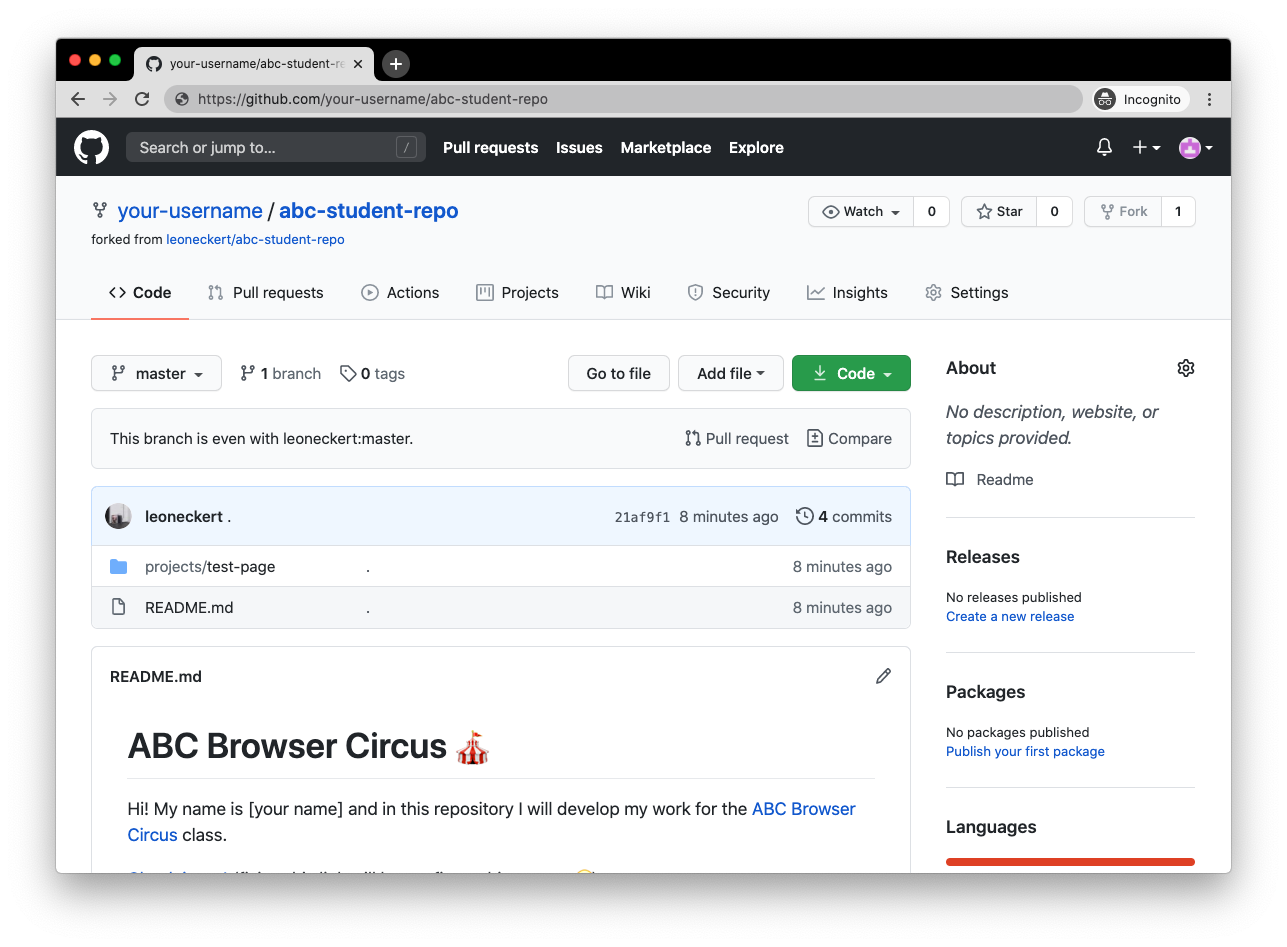 your-username/abc-student-re
https://github.com/your-username/abc-student-repo
Incognito
Search or jump to... /
Pull requests Issues Marketplace Explore
your-username / abc-student-repo
forked from leoneckert/abc-student-repo
Watch 0 Star 0 Fork 1
Code Pull requests Actions Projects Wiki Security Insights Settings
master 1 branch 0 tags Go to file Add file Code
This branch is even with leoneckert:master. Pull request Compare
leoneckert . 21af9f1 8 minutes ago 4 commits
projects/test-page . 8 minutes ago
README.md . 8 minutes ago
README.md
ABC Browser Circus
Hi! My name is [your name] and in this repository I will develop my work for the ABC Browser
Circus class.
About
No description, website, or
topics provided.
Readme
Releases
No releases published
Create a new release
Packages
No packages published
Publish your first package
Languages